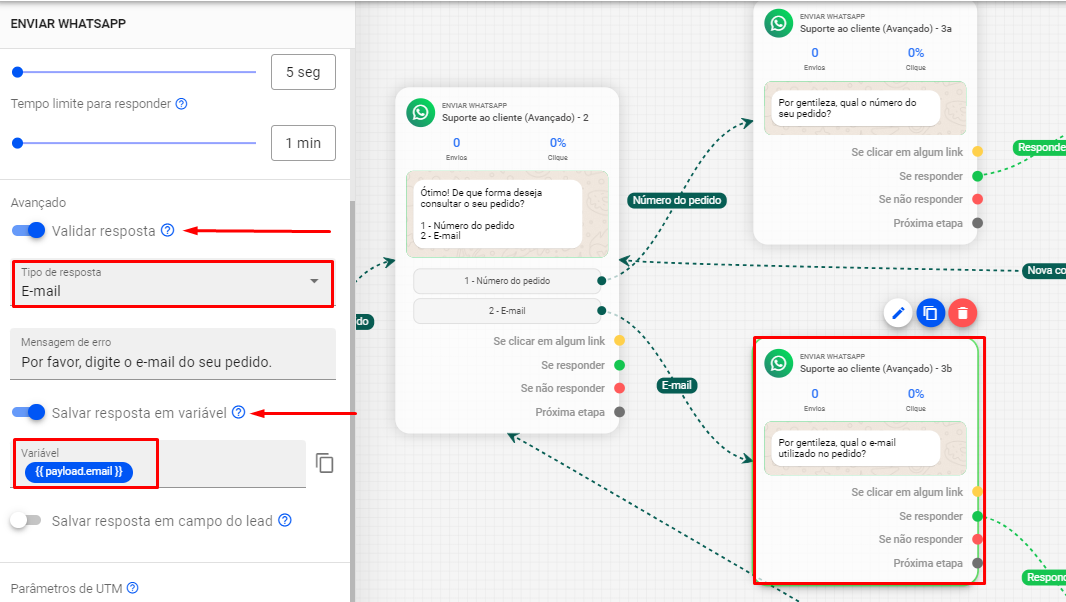 ENVIAR WHATSAPP
5 seg
Tempo limite para responder
1 min
Avançado
Validar resposta
Tipo de resposta
E-mail
Mensagem de erro
Por favor, digite o e-mail do seu pedido.
Salvar resposta em variável
Variável
{{ payload.email }}
Salvar resposta em campo do lead
Parâmetros de UTM
do
ENVIAR WHATSAPP
Suporte ao cliente (Avançado) - 2
0
0%
Envios
Clique
Ótimo! De que forma deseja
consultar o seu pedido?
1 - Número do pedido
2 - E-mail
1 - Número do pedido
2 - E-mail
Se clicar em algum link
Se responder
Se não responder
Próxima etapa
Número do pedido
E-mail
ENVIAR WHATSAPP
Suporte ao cliente (Avançado) - 3a
0
0%
Envios
Clique
Por gentileza, qual o número do
seu pedido?
Se clicar em algum link
Se responder
Se não responder
Próxima etapa
Responde
Nova co
ENVIAR WHATSAPP
Suporte ao cliente (Avançado) - 3b
0
0%
Envios
Clique
Por gentileza, qual o e-mail
utilizado no pedido?
Se clicar em algum link
Se responder
Se não responder
Próxima etapa
Respond